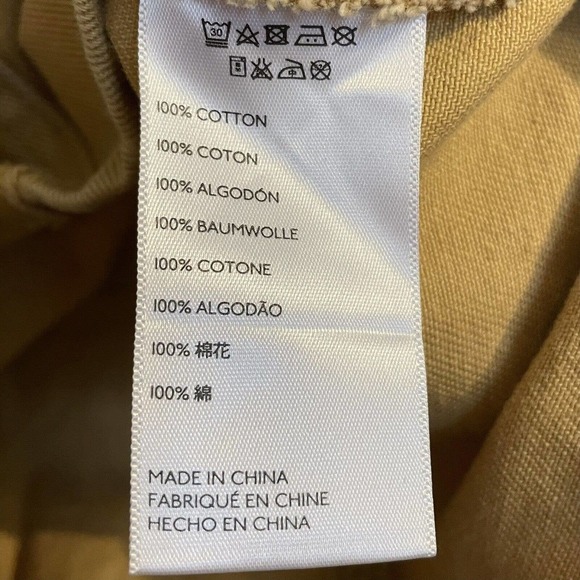 30
100% COTTON
100% COTON
100% ALGODÓN
100% BAUMWOLLE
100% COTONE
100% ALGODÃO
100% 棉花
100% 綿
MADE IN CHINA
FABRIQUÉ EN CHINE
HECHO EN CHINA